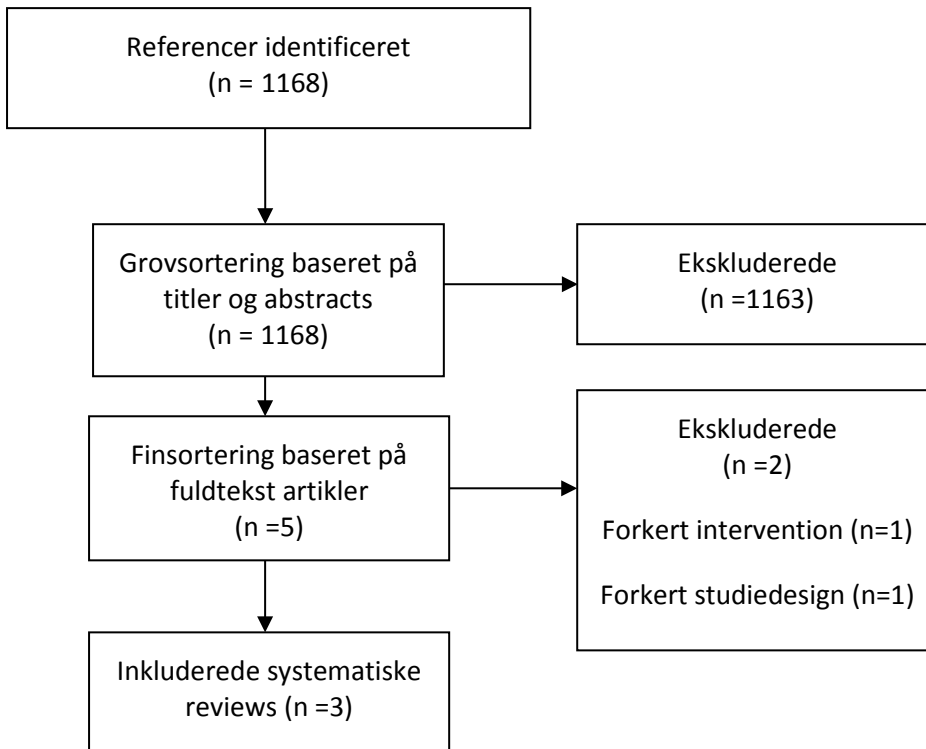 Referencer identificeret
(n = 1168)
Grovsortering baseret på
titler og abstracts
(n = 1168)
Ekskluderede
(n =1163)
Finsortering baseret på
fuldtekst artikler
(n =5)
Ekskluderede
(n =2)
Forkert intervention (n=1)
Forkert studiedesign (n=1)
Inkluderede systematiske
reviews (n =3)